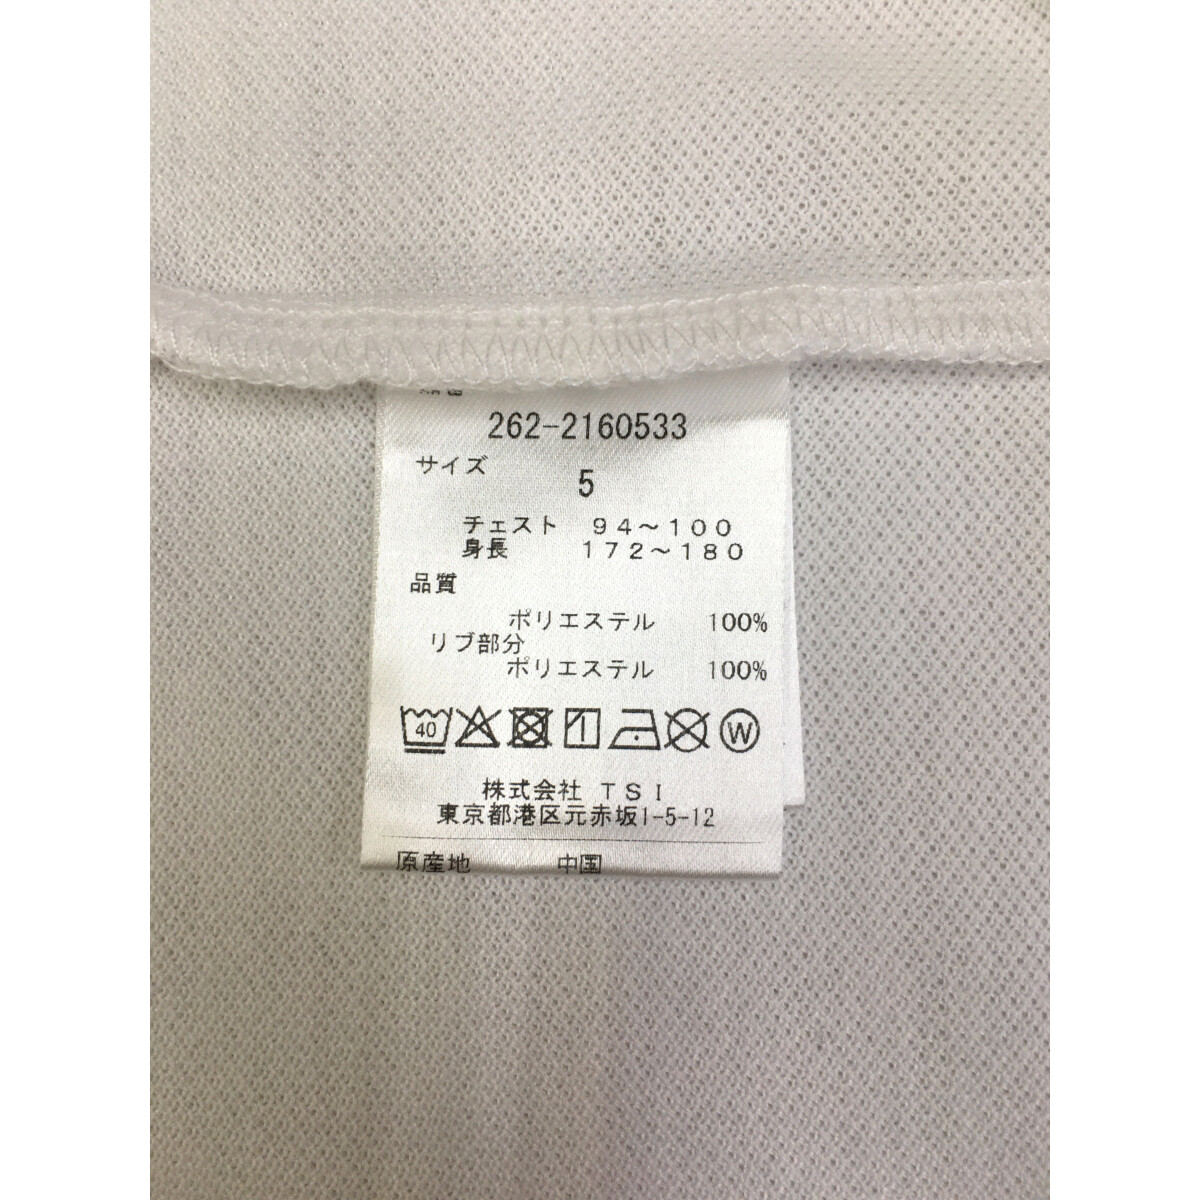 262-2160533
サイズ
5
チェスト 94～100
身長 172～180
品質
ポリエステル 100%
リブ部分
ポリエステル 100%
40 W
株式会社 TSI
東京都港区元赤坂1-5-12
原産地 中国